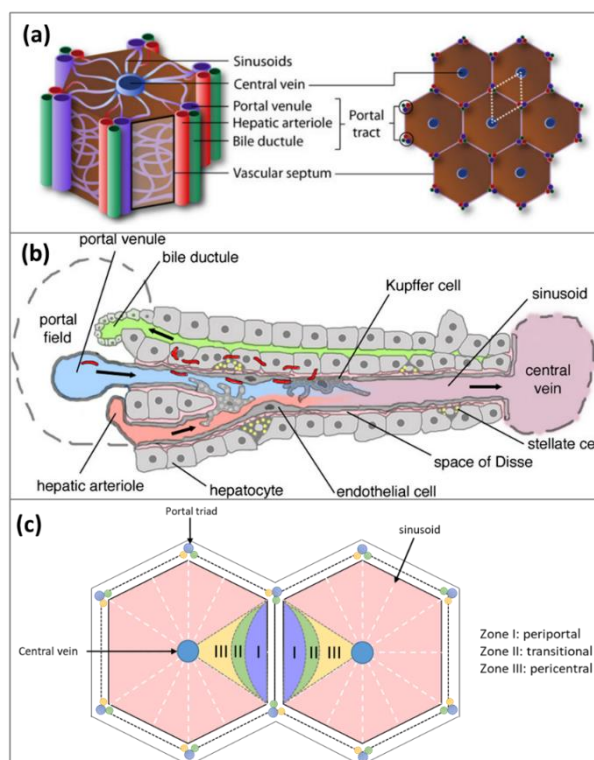 (a)
Sinusoids
Central vein
Portal venule
Hepatic arteriole
Bile ductule
Portal
tract
Vascular septum
(b)
portal venule
bile ductule
Kupffer cell
sinusoid
portal
field
central
vein
hepatic arteriole
hepatocyte
endothelial cell
space of Disse
stellate ce
(c)
Portal triad
sinusoid
Central vein
III II I
I II III
Zone I: periportal
Zone II: transitional
Zone III: pericentral